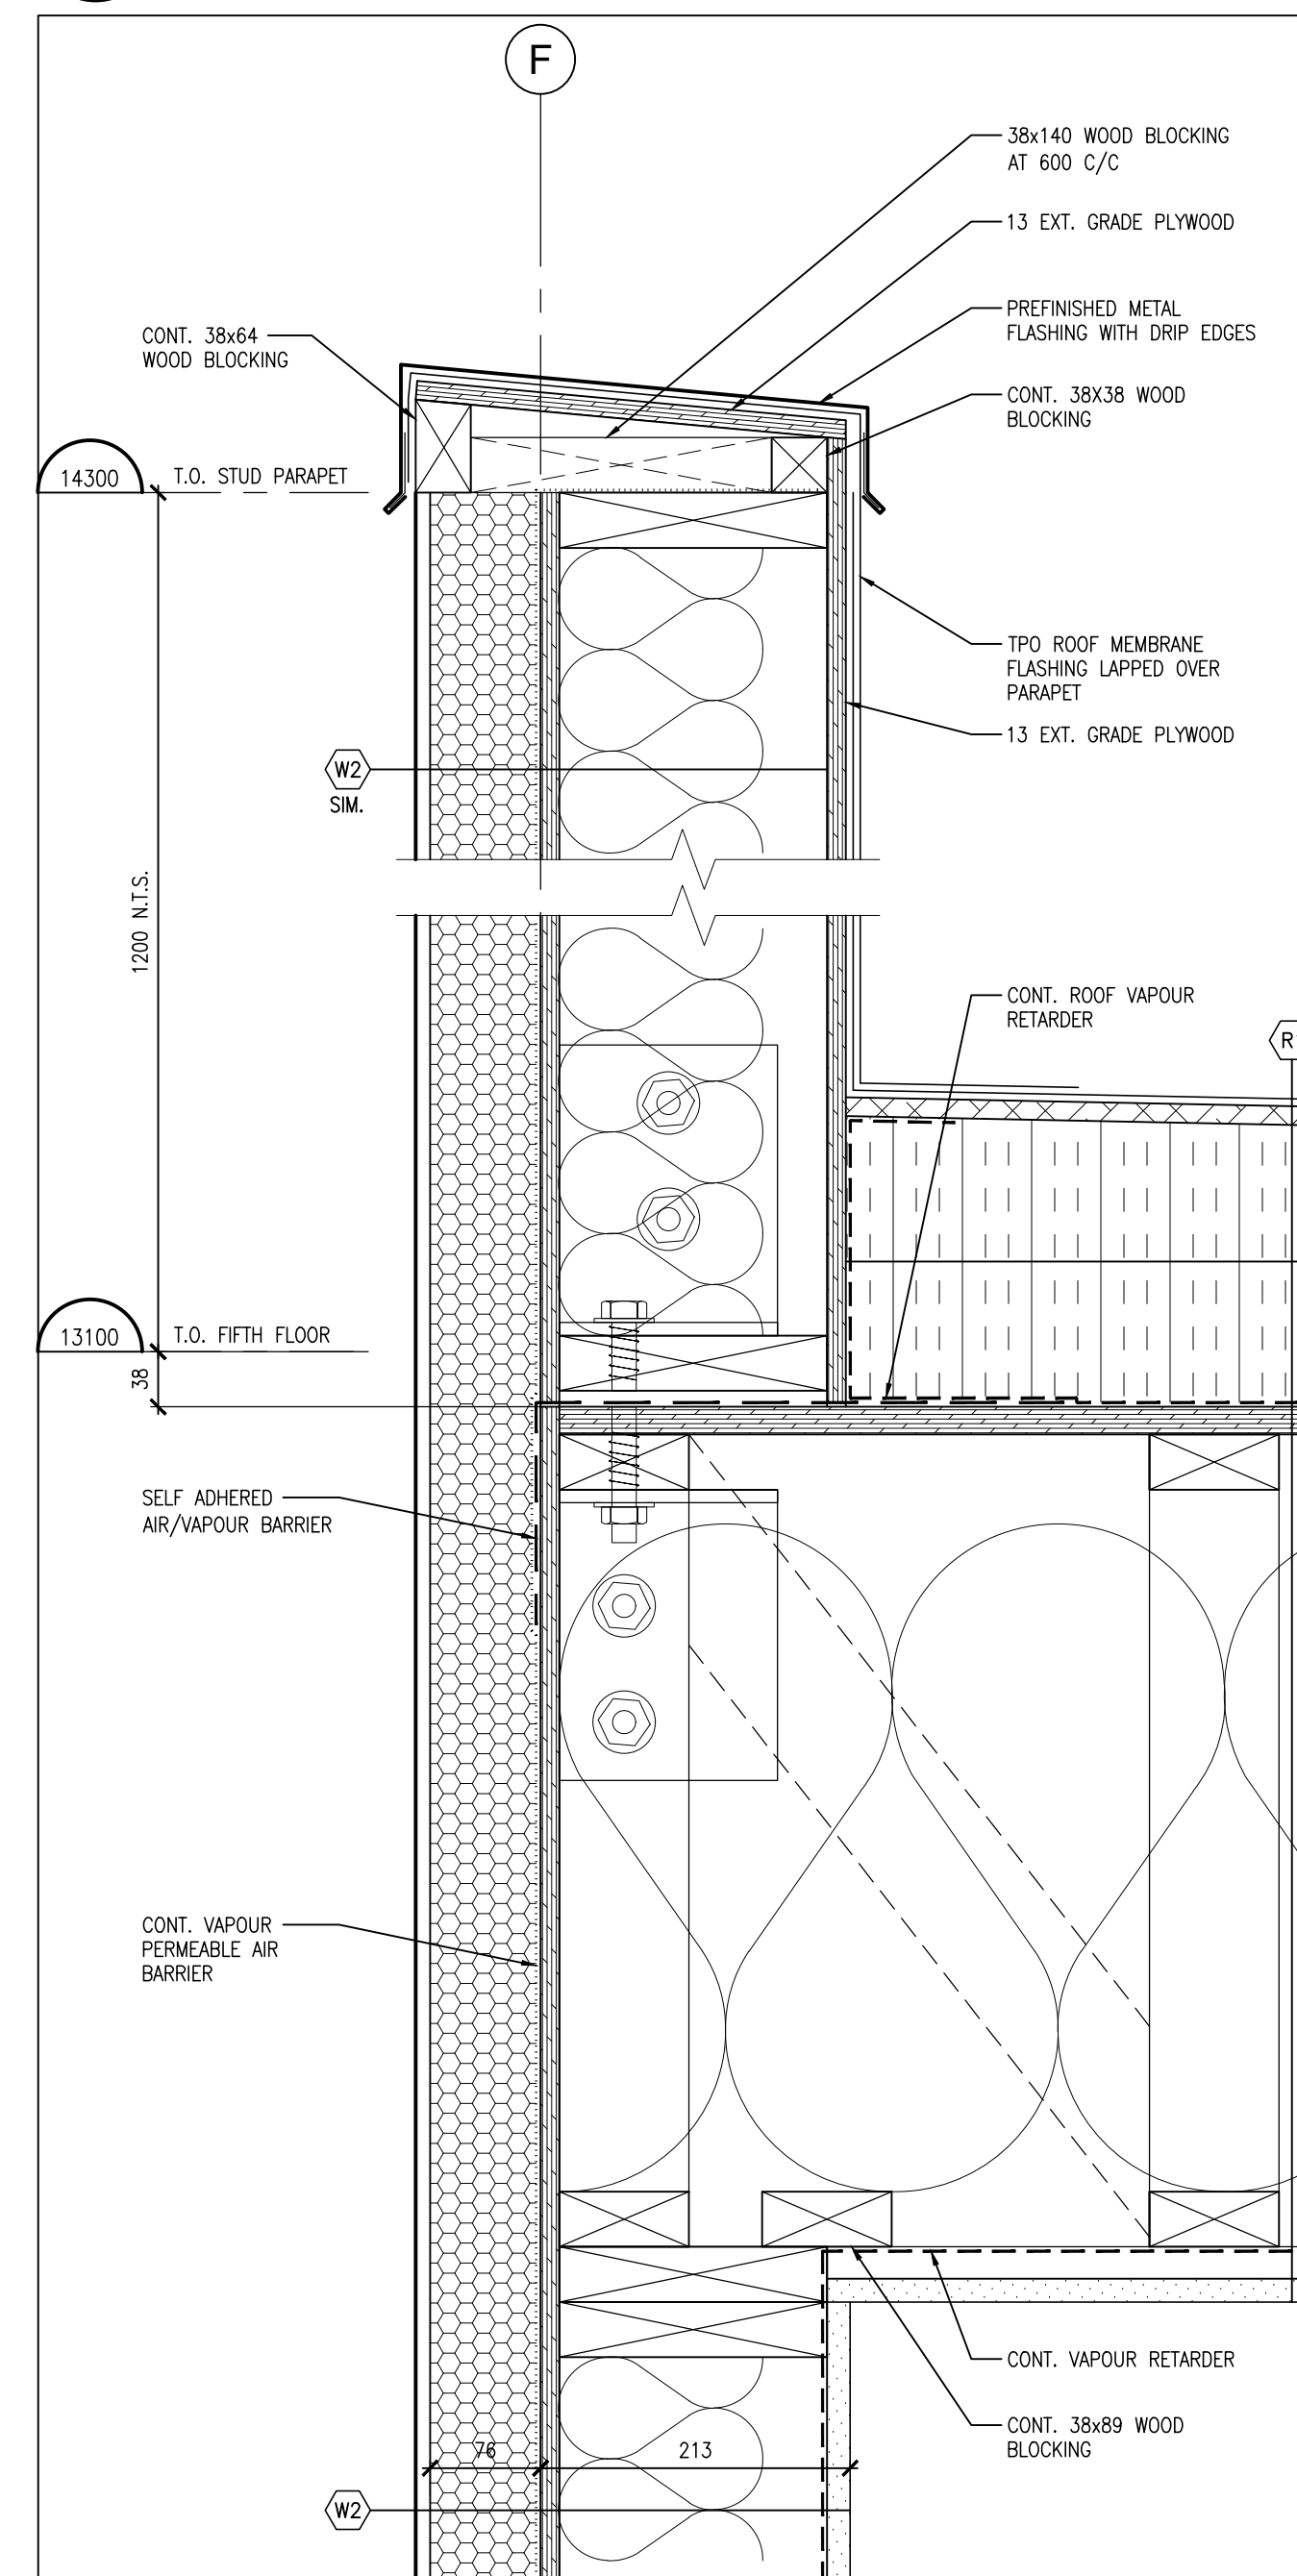 F
38x140 WOOD BLOCKING
AT 600 C/C
13 EXT. GRADE PLYWOOD
PREFINISHED METAL
FLASHING WITH DRIP EDGES
CONT. 38x64
WOOD BLOCKING
CONT. 38X38 WOOD
BLOCKING
14300
T.O. STUD PARAPET
TPO ROOF MEMBRANE
FLASHING LAPPED OVER
PARAPET
13 EXT. GRADE PLYWOOD
W2
SIM.
1200 N.T.S.
CONT. ROOF VAPOUR
RETARDER
R
13100
T.O. FIFTH FLOOR
38
SELF ADHERED
AIR/VAPOUR BARRIER
CONT. VAPOUR
PERMEABLE AIR
BARRIER
CONT. VAPOUR RETARDER
CONT. 38x89 WOOD
BLOCKING
76
213
W2